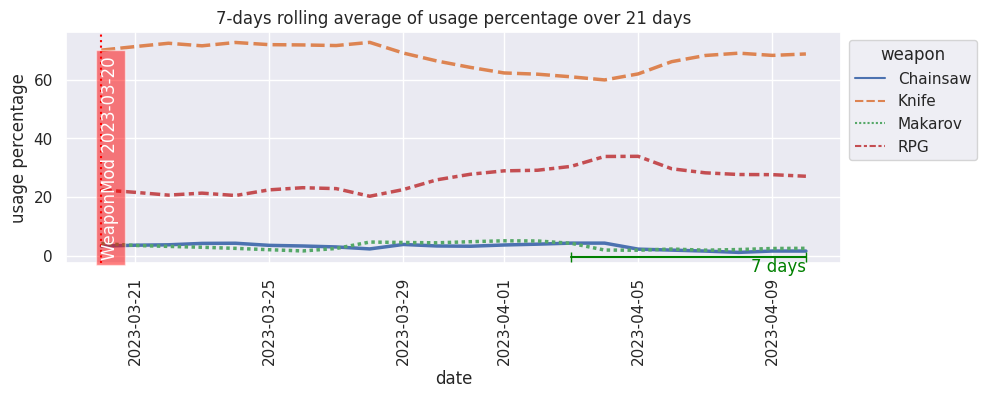 7-days rolling average of usage percentage over 21 days
usage percentage
60
40
20
0
WeaponMod 2023-03-20
7 days
2023-03-21
2023-03-25
2023-03-29
2023-04-01
2023-04-05
2023-04-09
date
weapon
Chainsaw
Knife
Makarov
RPG